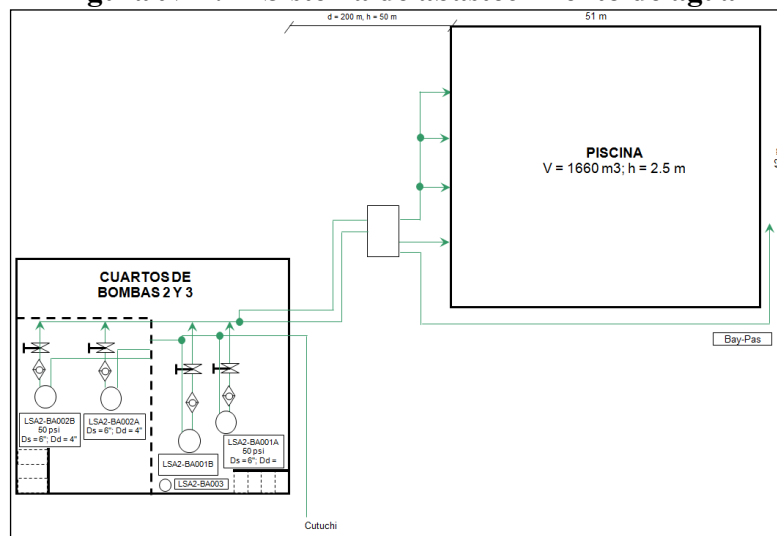 d = 200 m, h = 50 m
51 m
PISCINA
V = 1660 m3; h = 2.5 m
CUARTOS DE
BOMBAS 2 Y 3
Bay-Pas
LSA2-BA002B
50 psi
Ds = 6"; Dd = 4"
LSA2-BA002A
Ds = 6"; Dd = 4"
LSA2-BA001B
LSA2-BA001A
50 psi
Ds = 6"; Dd =
LSA2-BA003
Cutuchi